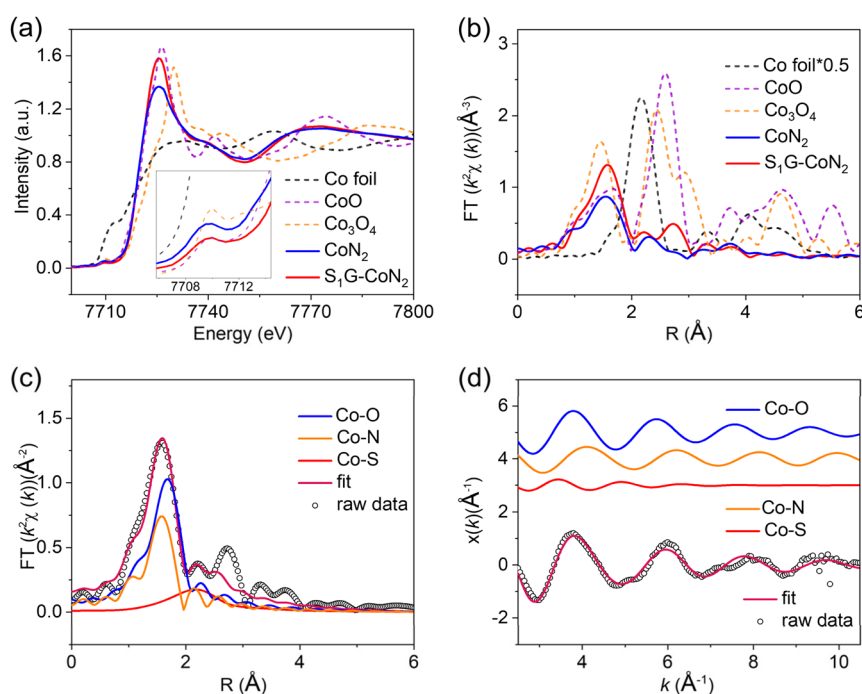 (a)
Intensity (a.u.)
1.6
1.2
0.8
0.4
0.0
Co foil
CoO
Co₃O₄
CoN₂
S₁G-CoN₂
7708 7712
7710 7740 7770 7800
Energy (eV)
(b)
FT (k²χ (k))(Å⁻³)
3
2
1
0
Co foil*0.5
CoO
Co₃O₄
CoN₂
S₁G-CoN₂
0 2 4 6
R (Å)
(c)
FT (k²χ (k))(Å⁻²)
1.5
1.0
0.5
0.0
Co-O
Co-N
Co-S
fit
raw data
0 2 4 6
R (Å)
(d)
x(k)(Å⁻¹)
6
4
2
0
-2
Co-O
Co-N
Co-S
fit
raw data
4 6 8 10
k (Å⁻¹)